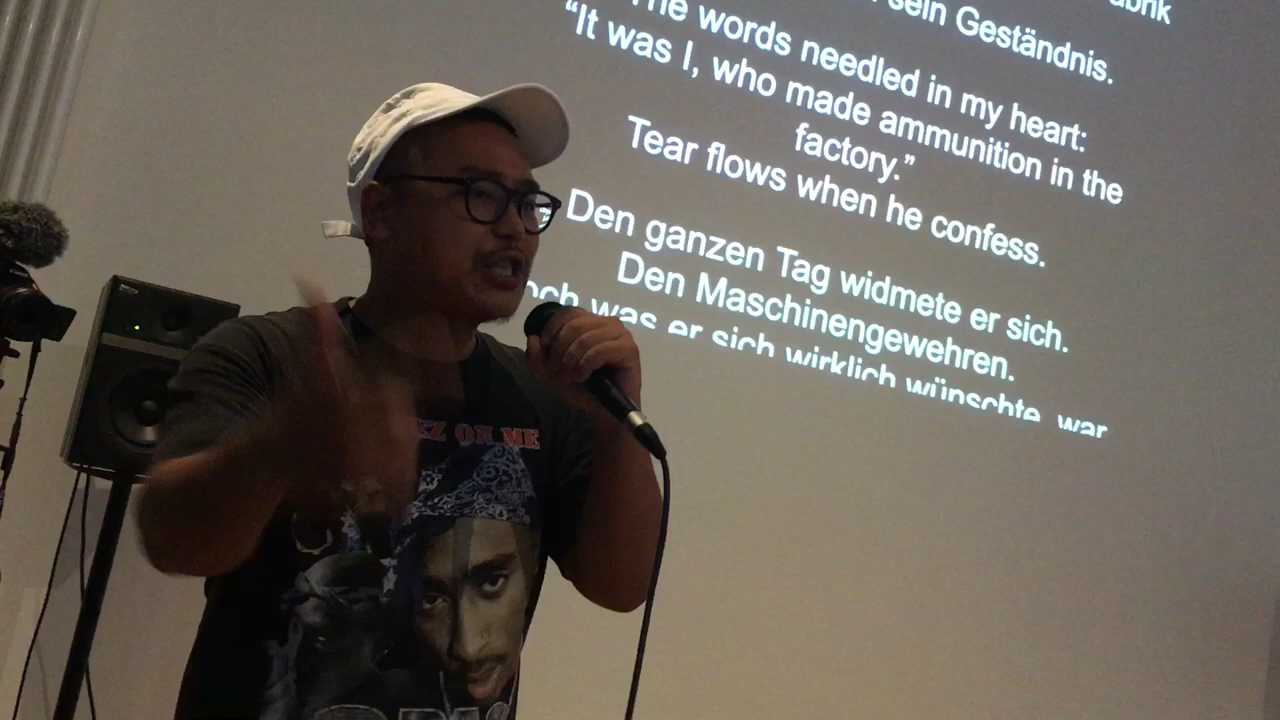 sein Geständnis.
The words needled in my heart:
“It was I, who made ammunition in the
factory.”
Tear flows when he confess.
Den ganzen Tag widmete er sich.
Den Maschinengewehren.
was er sich wirklich wünschte, war
ON ME